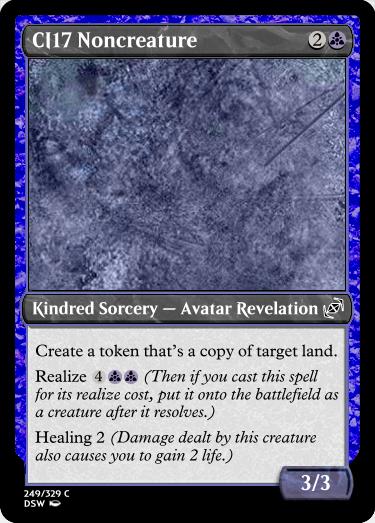 C|17 Noncreature
2
Kindred Sorcery — Avatar Revelation
Create a token that's a copy of target land.
Realize 4 (Then if you cast this spell
for its realize cost, put it onto the battlefield as
a creature after it resolves.)
Healing 2 (Damage dealt by this creature
also causes you to gain 2 life.)
3/3
249/329 C
DSW